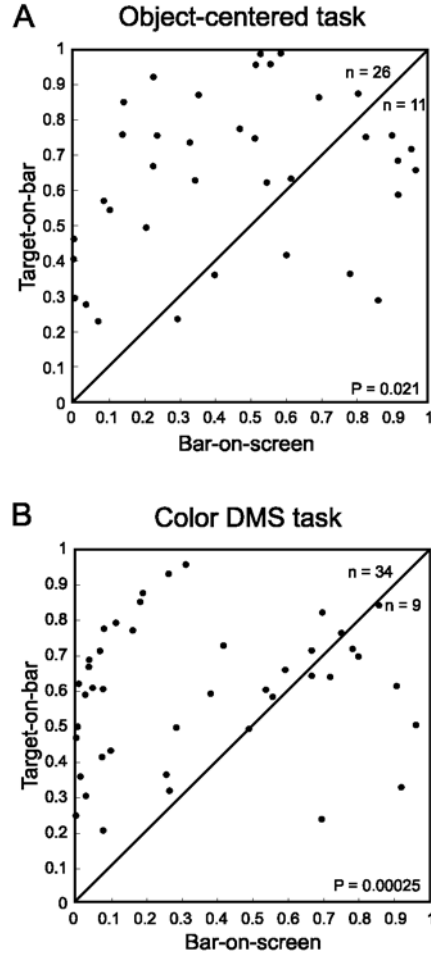 A Object-centered task
1
0.9
0.8
0.7
0.6
0.5
0.4
0.3
0.2
0.1
0
Target-on-bar
n = 26
n = 11
P = 0.021
0 0.1 0.2 0.3 0.4 0.5 0.6 0.7 0.8 0.9 1
Bar-on-screen
B Color DMS task
1
0.9
0.8
0.7
0.6
0.5
0.4
0.3
0.2
0.1
0
Target-on-bar
n = 34
n = 9
P = 0.00025
0 0.1 0.2 0.3 0.4 0.5 0.6 0.7 0.8 0.9 1
Bar-on-screen